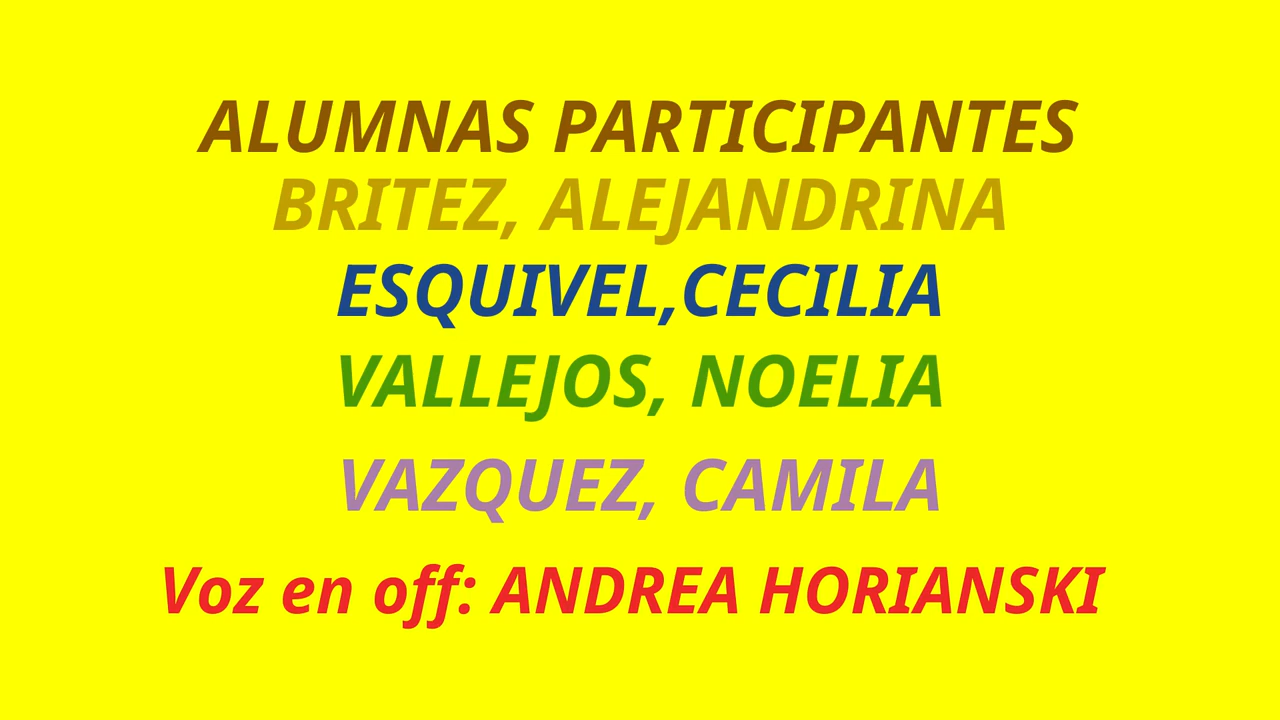 ALUMNAS PARTICIPANTES
BRITEZ, ALEJANDRINA
ESQUIVEL,CECILIA
VALLEJOS, NOELIA
VAZQUEZ, CAMILA
Voz en off: ANDREA HORIANSKI